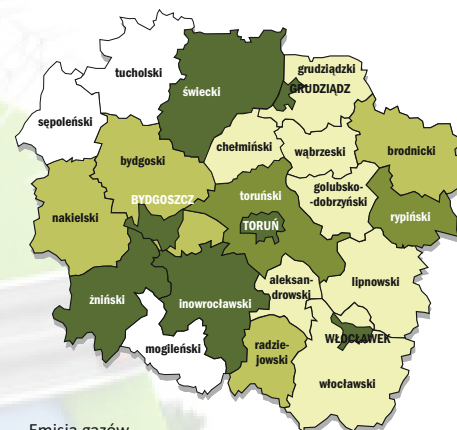 tucholski
grudziądzki
świecki
GRUDZIĄDZ
sępoleński
chełmiński
wąbrzeski
brodnicki
bydgoski
golubsko-
-dobrzyński
toruński
BYDGOSZCZ
rypiński
nakielski
TORUŃ
aleksan-
drowski
lipnowski
żniński
inowrocławski
WŁOCŁAWEK
mogileński
radzie-
jowski
włocławski
Emisja gazów